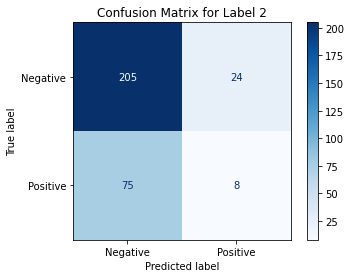 Confusion Matrix for Label 2
True label
Negative
Positive
205
24
75
8
Negative
Positive
Predicted label
200
175
150
125
100
75
50
25